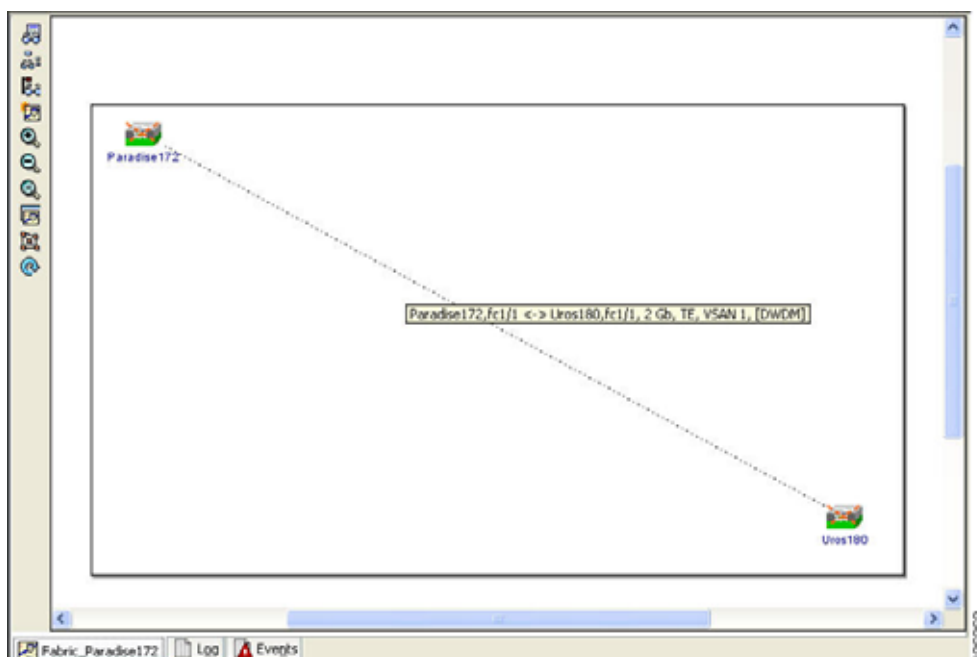 Paradise172
Paradise172,fc1/1 <-> Uros180,fc1/1, 2 Gb, TE, VSAN 1, [DWDM]
Uros180
Fabric_Paradise172 Log Events